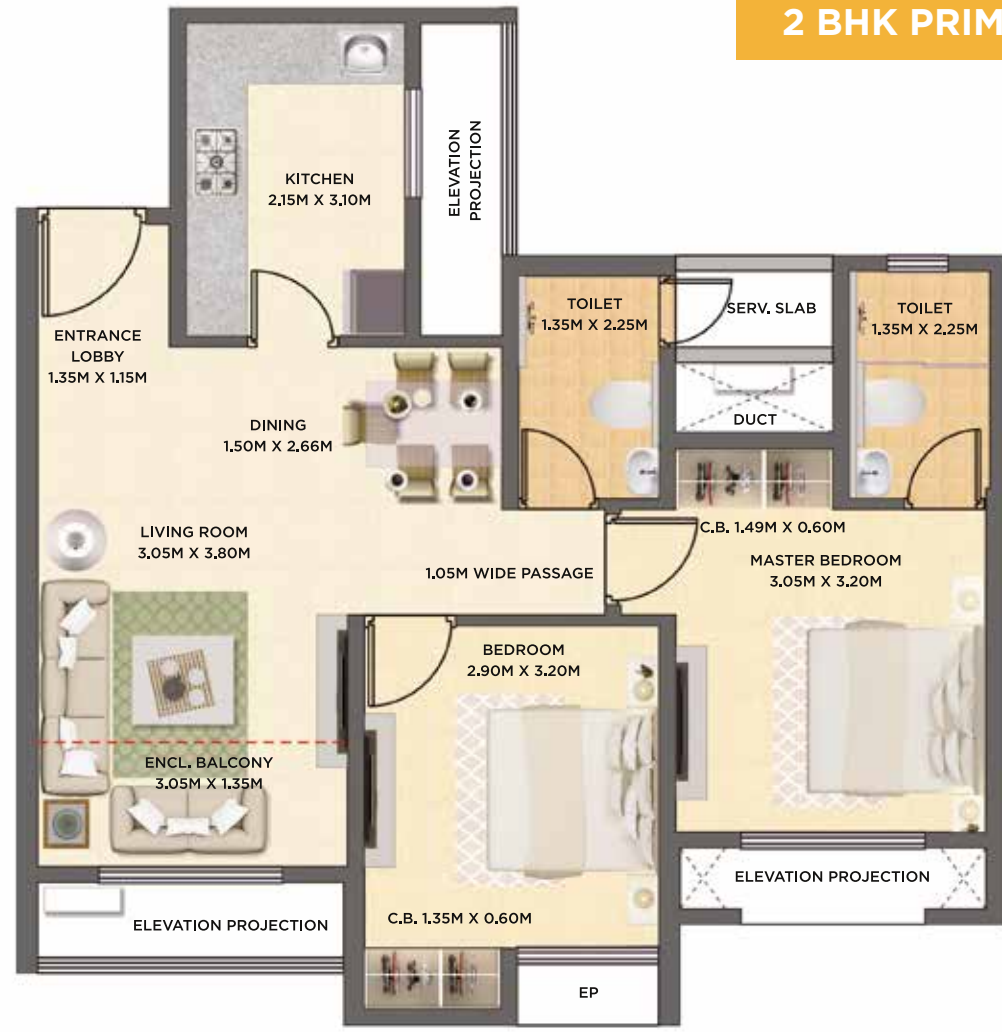 2 BHK PRIM
KITCHEN
2.15M X 3.10M
ELEVATION
PROJECTION
ENTRANCE
LOBBY
1.35M X 1.15M
TOILET
1.35M X 2.25M
SERV. SLAB
TOILET
1.35M X 2.25M
DUCT
DINING
1.50M X 2.66M
LIVING ROOM
3.05M X 3.80M
1.05M WIDE PASSAGE
C.B. 1.49M X 0.60M
MASTER BEDROOM
3.05M X 3.20M
BEDROOM
2.90M X 3.20M
ENCL. BALCONY
3.05M X 1.35M
ELEVATION PROJECTION
C.B. 1.35M X 0.60M
ELEVATION PROJECTION
EP